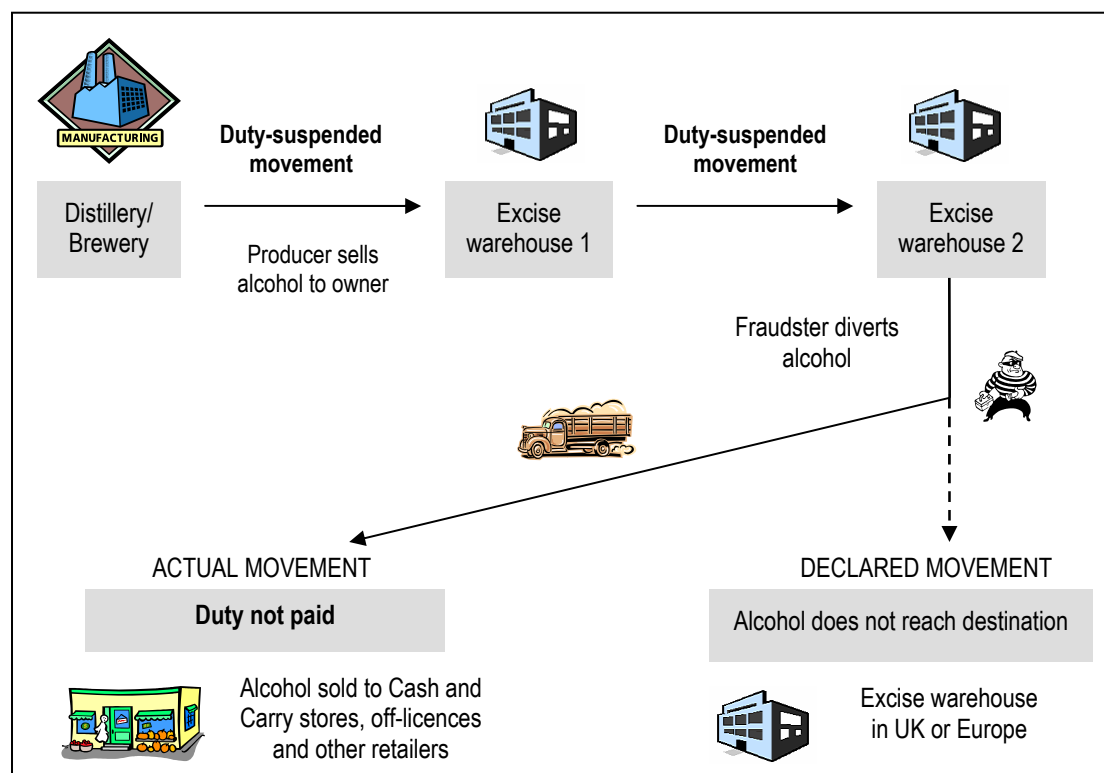 MANUFACTURING
Duty-suspended
movement
Duty-suspended
movement
Distillery/
Brewery
Excise
warehouse 1
Excise
warehouse 2
Producer sells
alcohol to owner
Fraudster diverts
alcohol
ACTUAL MOVEMENT
DECLARED MOVEMENT
Duty not paid
Alcohol does not reach destination
Alcohol sold to Cash and
Carry stores, off-licences
and other retailers
Excise warehouse
in UK or Europe